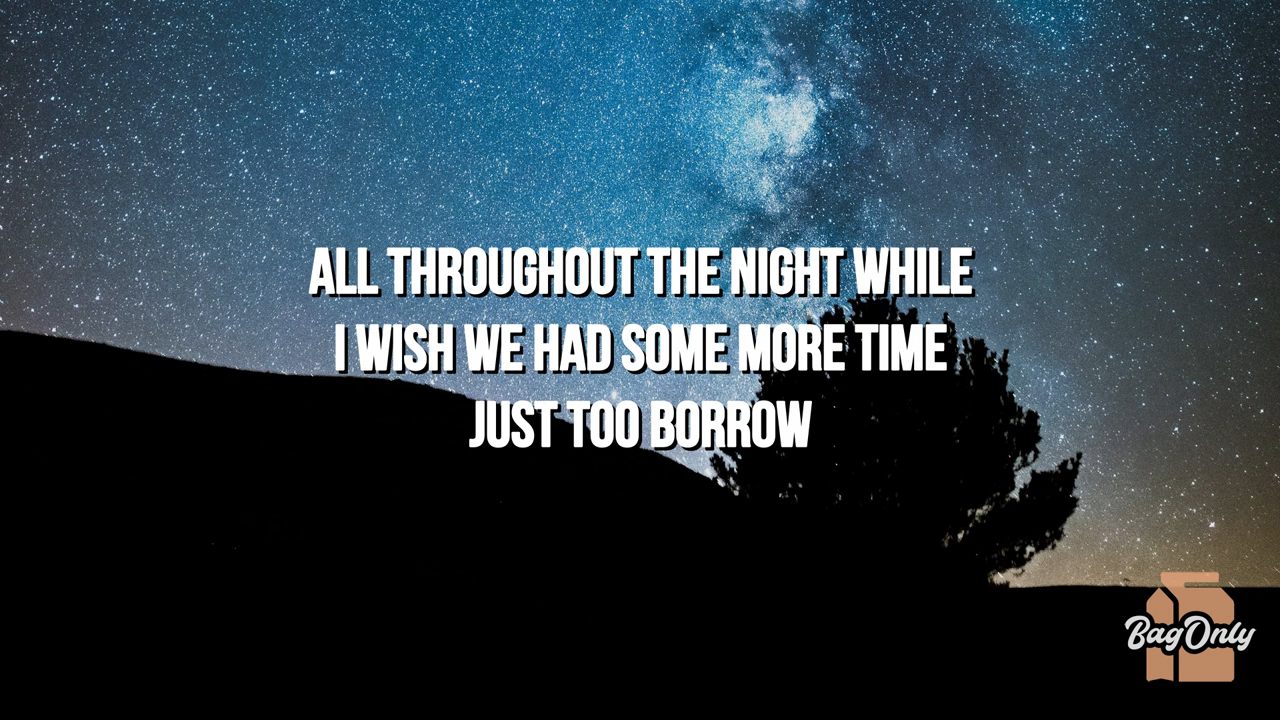 ALL THROUGHOUT THE NIGHT WHILE
I WISH WE HAD SOME MORE TIME
JUST TOO BORROW
BagOnly